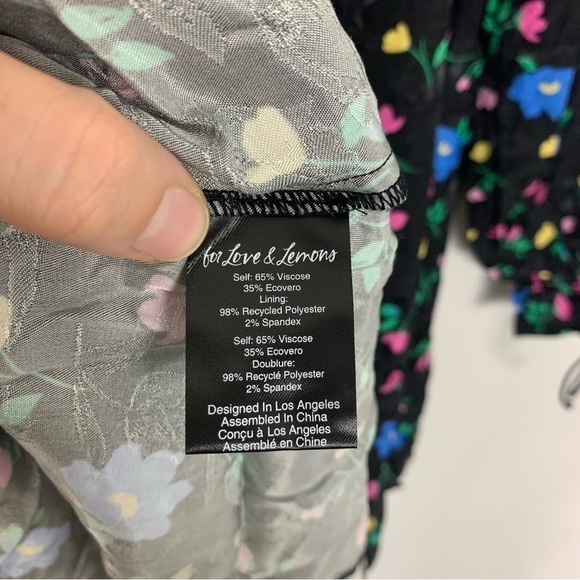 for Love & Lemons
Self: 65% Viscose
35% Ecovero
Lining:
98% Recycled Polyester
2% Spandex
Self: 65% Viscose
35% Ecovero
Doublure:
98% Recyclé Polyester
2% Spandex
Designed In Los Angeles
Assembled In China
Conçu à Los Angeles
Assemblé en Chine